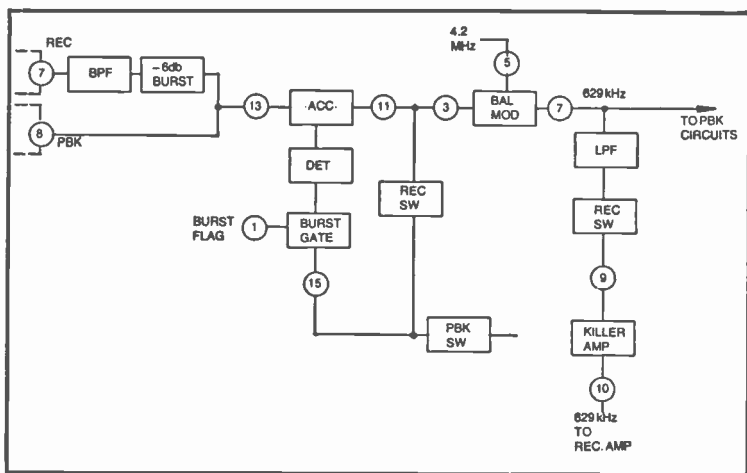 REC
7
BPF
-6db
BURST
8
PBK
13
ACC
11
3
4.2
MHz
5
BAL
MOD
7
629 kHz
TO PBK
CIRCUITS
DET
REC
SW
LPF
BURST
FLAG
1
BURST
GATE
REC
SW
15
9
PBK
SW
KILLER
AMP
10
629 kHz
TO
REC. AMP